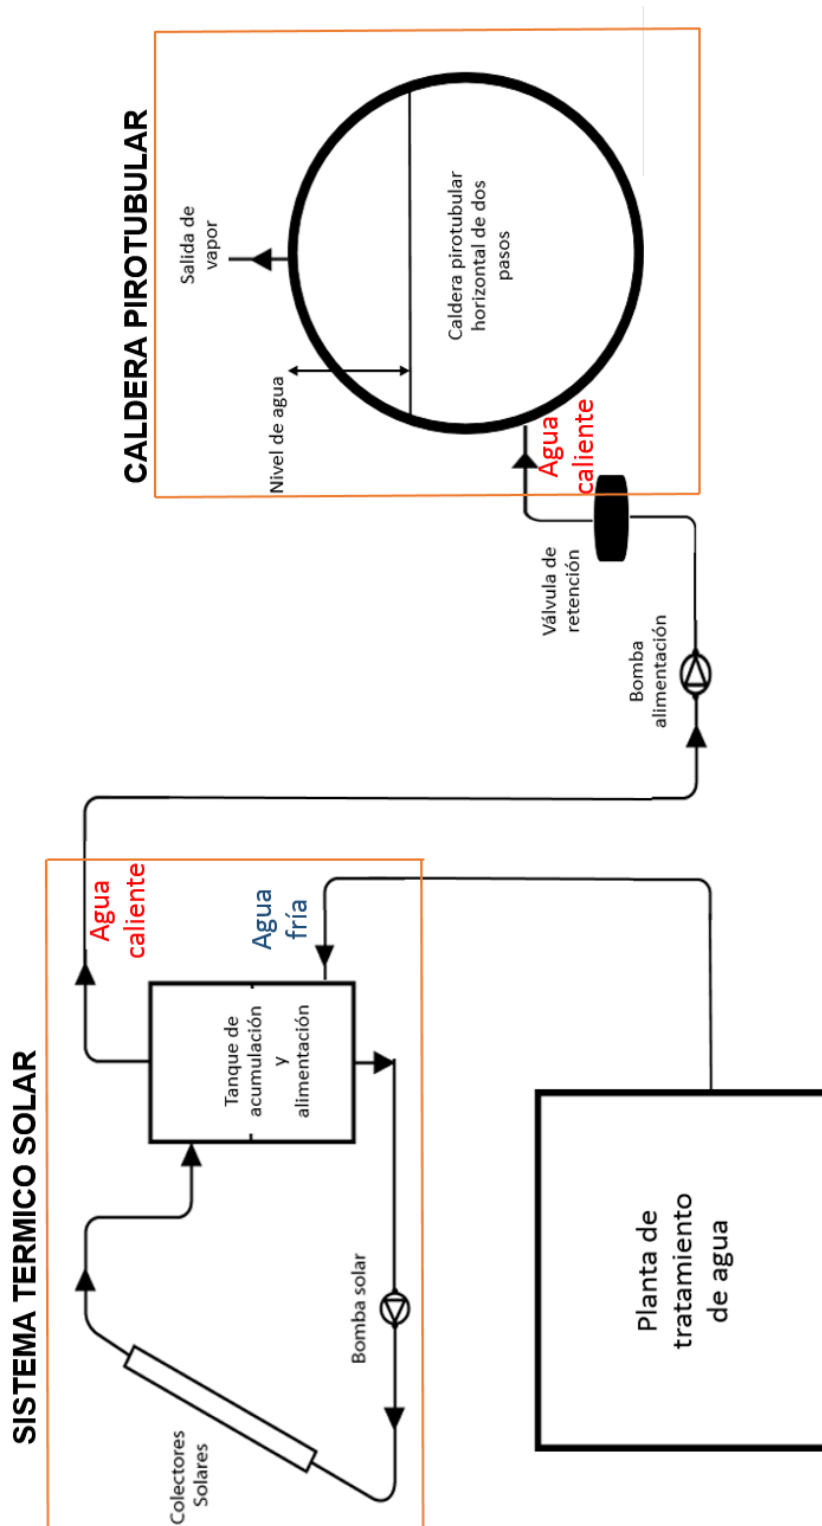 SISTEMA TERMICO SOLAR
Colectores
Solares
Bomba solar
Tanque de
acumulación
y
alimentación
Agua
caliente
Agua
fría
Planta de
tratamiento
de agua
CALDERA PIROTUBULAR
Salida de
vapor
Nivel de agua
Caldera pirotubular
horizontal de dos
pasos
Agua
caliente
Válvula de
retención
Bomba
alimentación